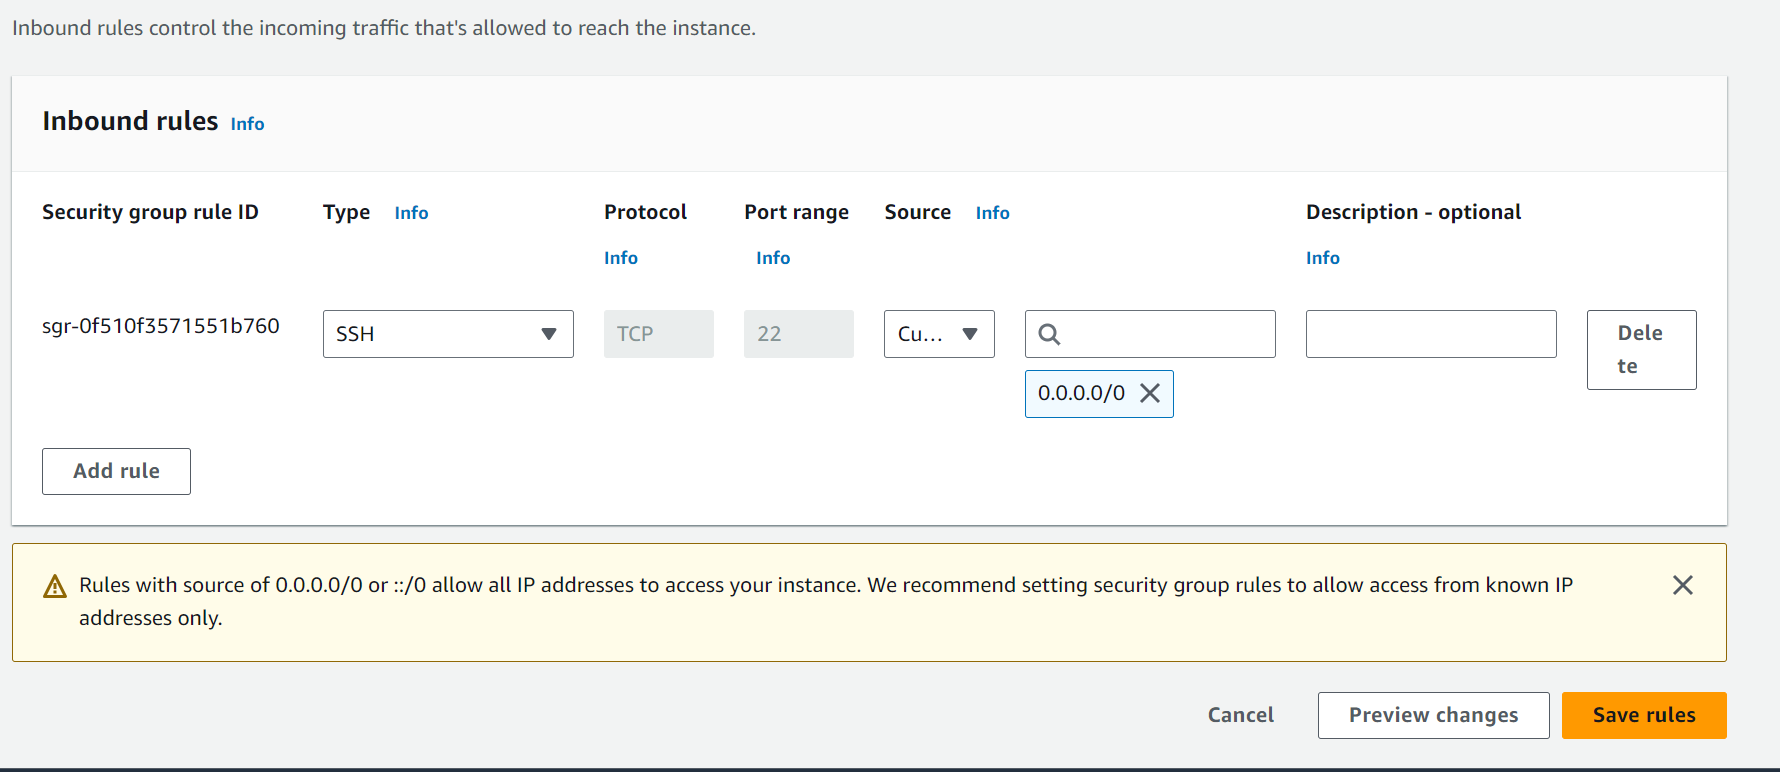 Inbound rules control the incoming traffic that's allowed to reach the instance.
Inbound rules Info
Security group rule ID Type Info Protocol Port range Source Info Description - optional
Info Info Info
sgr-0f510f3571551b760 SSH TCP 22 Cu... Dele
te
0.0.0.0/0
Add rule
Rules with source of 0.0.0.0/0 or ::/0 allow all IP addresses to access your instance. We recommend setting security group rules to allow access from known IP
addresses only.
Cancel Preview changes Save rules